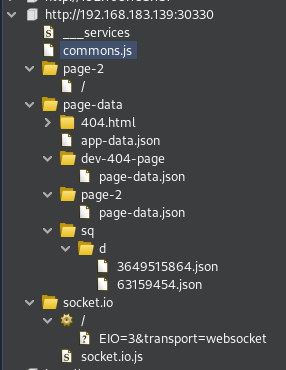 http://192.168.183.139:30330
___services
commons.js
page-2
/
page-data
404.html
app-data.json
dev-404-page
page-data.json
page-2
page-data.json
sq
d
3649515864.json
63159454.json
socket.io
/
EIO=3&transport=websocket
socket.io.js